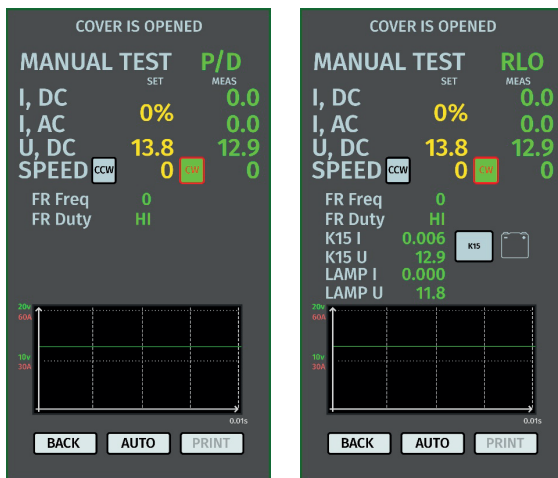 COVER IS OPENED
MANUAL TEST P/D
SET MEAS
I, DC 0.0
0%
I, AC 0.0
U, DC 13.8 12.9
SPEED CCW 0 CW 0
FR Freq 0
FR Duty HI
20v
60A
10v
30A
0.01s
BACK AUTO PRINT
COVER IS OPENED
MANUAL TEST RLO
SET MEAS
I, DC 0.0
0%
I, AC 0.0
U, DC 13.8 12.9
SPEED CCW 0 CW 0
FR Freq 0
FR Duty HI
K15 I 0.006
K15
K15 U 12.9
LAMP I 0.000
LAMP U 11.8
20v
60A
10v
30A
0.01s
BACK AUTO PRINT